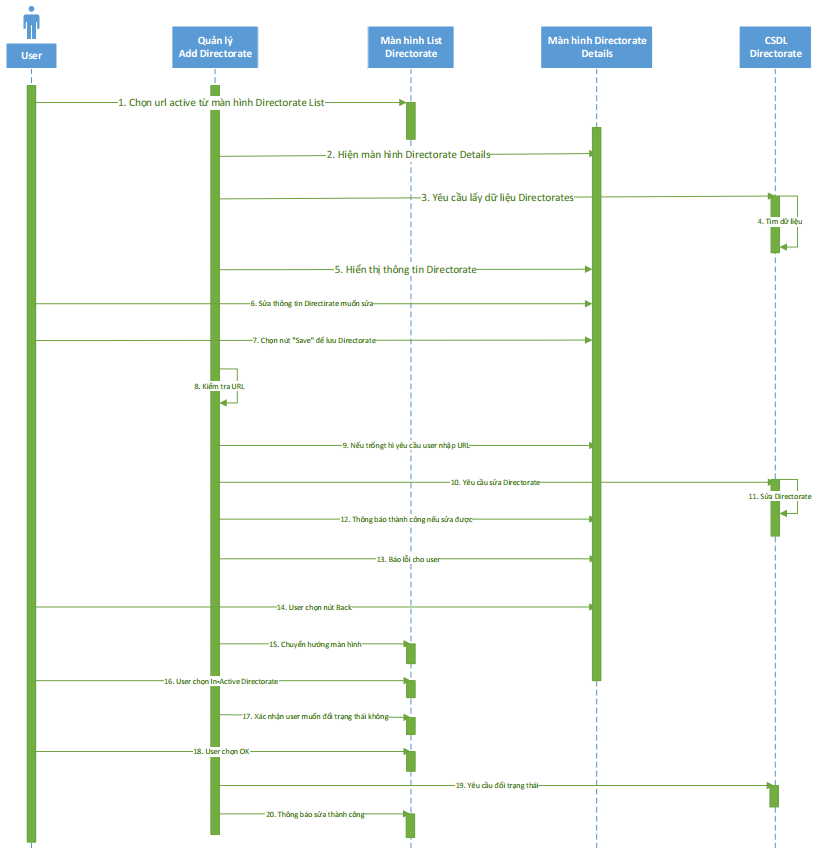 User
Quản lý
Add Directorate
Màn hình List
Directorate
Màn hình Directorate
Details
CSDL
Directorate
1. Chọn url active từ màn hình Directorate List
2. Hiện màn hình Directorate Details
3. Yêu cầu lấy dữ liệu Directorates
4. Tìm dữ liệu
5. Hiển thị thông tin Directorate
6. Sửa thông tin Directirate muốn sửa
7. Chọn nút "Save" để lưu Directorate
8. Kiểm tra URL
9. Nếu trốngt hì yêu cầu user nhập URL
10. Yêu cầu sửa Directorate
11. Sửa Directorate
12. Thông báo thành công nếu sửa được
13. Báo lỗi cho user
14. User chọn nút Back
15. Chuyển hướng màn hình
16. User chọn In-Active Directorate
17. Xác nhận user muốn đổi trạng thái không
18. User chọn OK
19. Yêu cầu đổi trạng thái
20. Thông báo sửa thành công